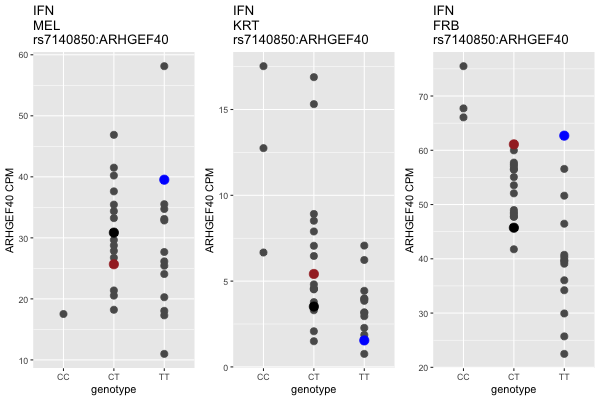 IFN
MEL
rs7140850:ARHGEF40
60
50
40
30
20
10
ARHGEF40 CPM
CC CT TT
genotype
IFN
KRT
rs7140850:ARHGEF40
15
10
5
0
ARHGEF40 CPM
CC CT TT
genotype
IFN
FRB
rs7140850:ARHGEF40
70
60
50
40
30
20
ARHGEF40 CPM
CC CT TT
genotype